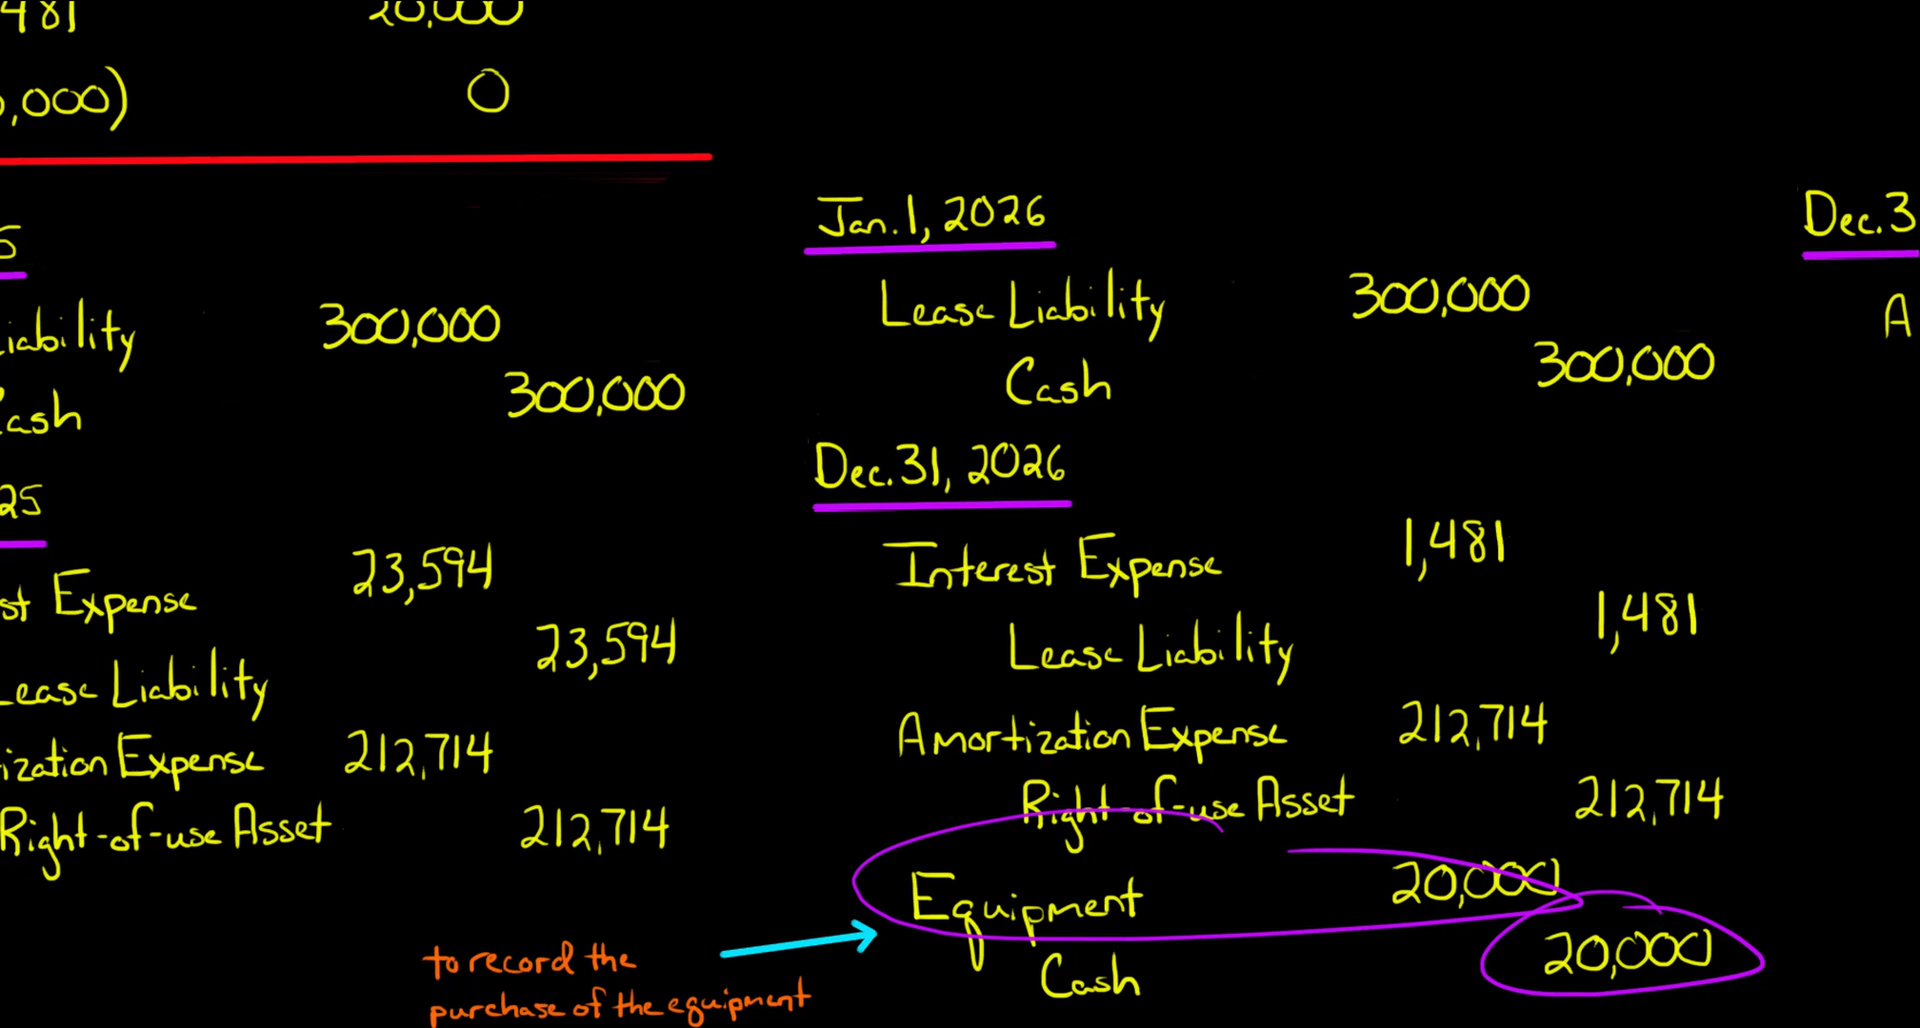 481 20,000
,000) 0
5
iability 300,000
300,000
Cash
25
st Expense 23,594
23,594
Lease Liability
ization Expense 212,714
Right-of-use Asset 212,714
Jan. 1, 2026
Lease Liability 300,000
300,000
Cash
Dec. 31, 2026
Interest Expense 1,481
1,481
Lease Liability
Amortization Expense 212,714
Right-of-use Asset 212,714
Equipment 20,000
20,000
Cash
to record the
purchase of the equipment
Dec. 3
A